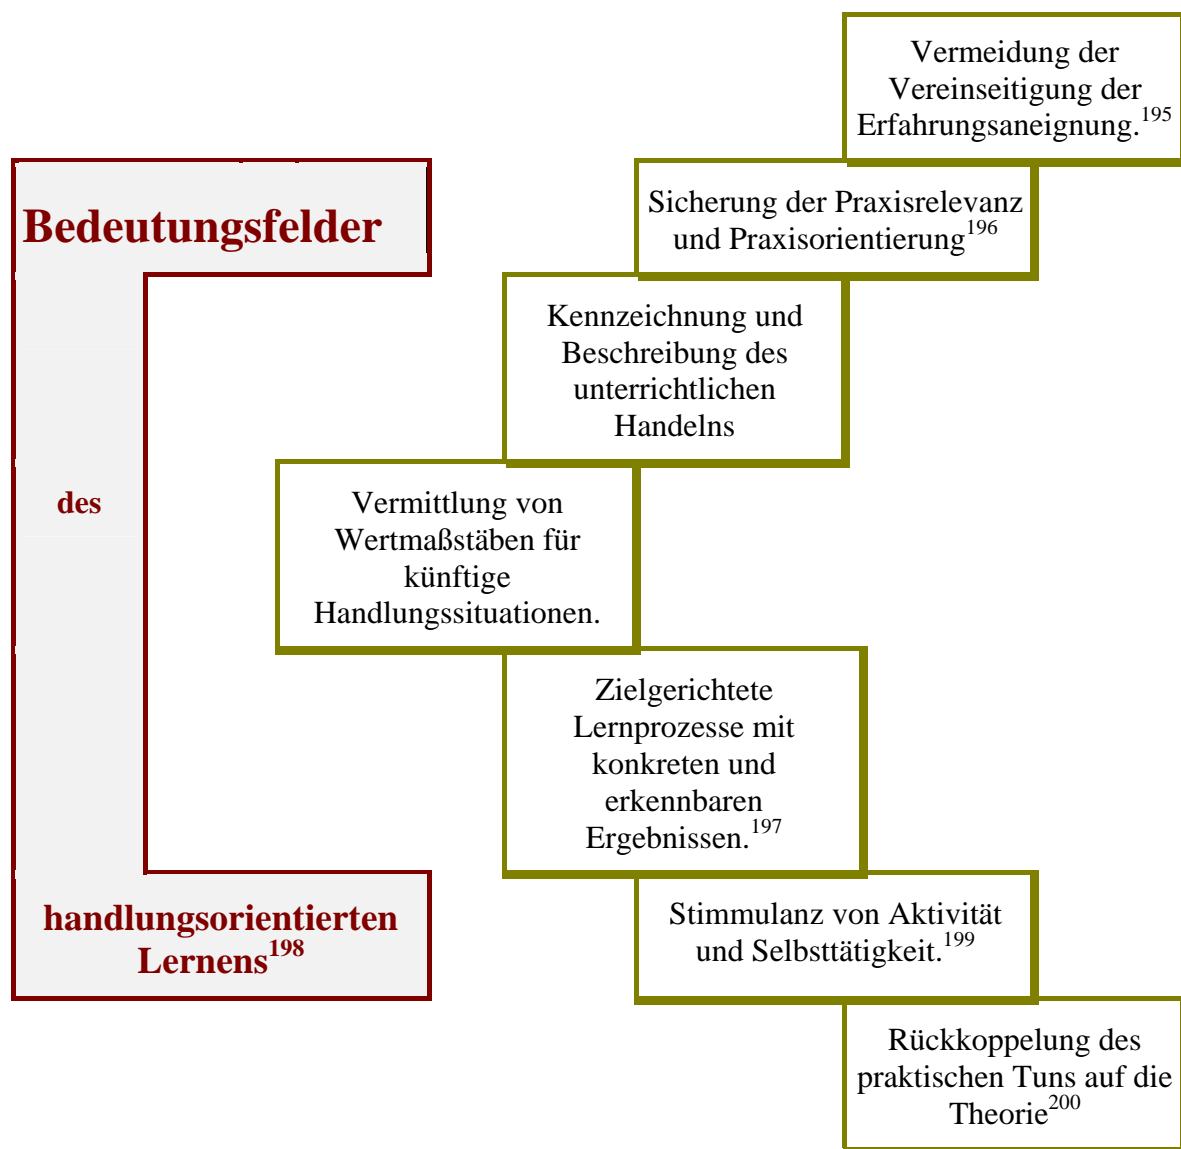 Vermeidung der
Vereinseitigung der
Erfahrungsaneignung.195
Bedeutungsfelder
Sicherung der Praxisrelevanz
und Praxisorientierung196
Kennzeichnung und
Beschreibung des
unterrichtlichen
Handelns
des
Vermittlung von
Wertmaßstäben für
künftige
Handlungssituationen.
Zielgerichtete
Lernprozesse mit
konkreten und
erkennbaren
Ergebnissen.197
handlungsorientierten
Lernens198
Stimmulanz von Aktivität
und Selbsttätigkeit.199
Rückkoppelung des
praktischen Tuns auf die
Theorie200